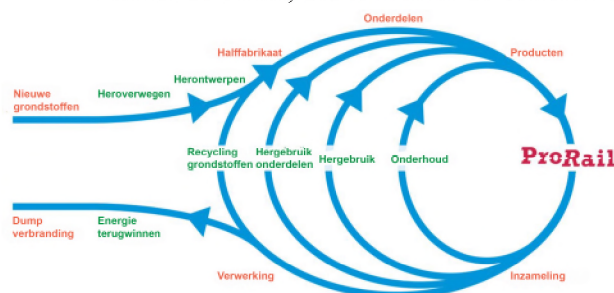 Onderdelen
Halffabrikaat
Producten
Herontwerpen
Nieuwe
grondstoffen
Heroverwegen
Recycling
grondstoffen
Hergebruik
onderdelen
Hergebruik
Onderhoud
ProRail
Dump
verbranding
Energie
terugwinnen
Verwerking
Inzameling